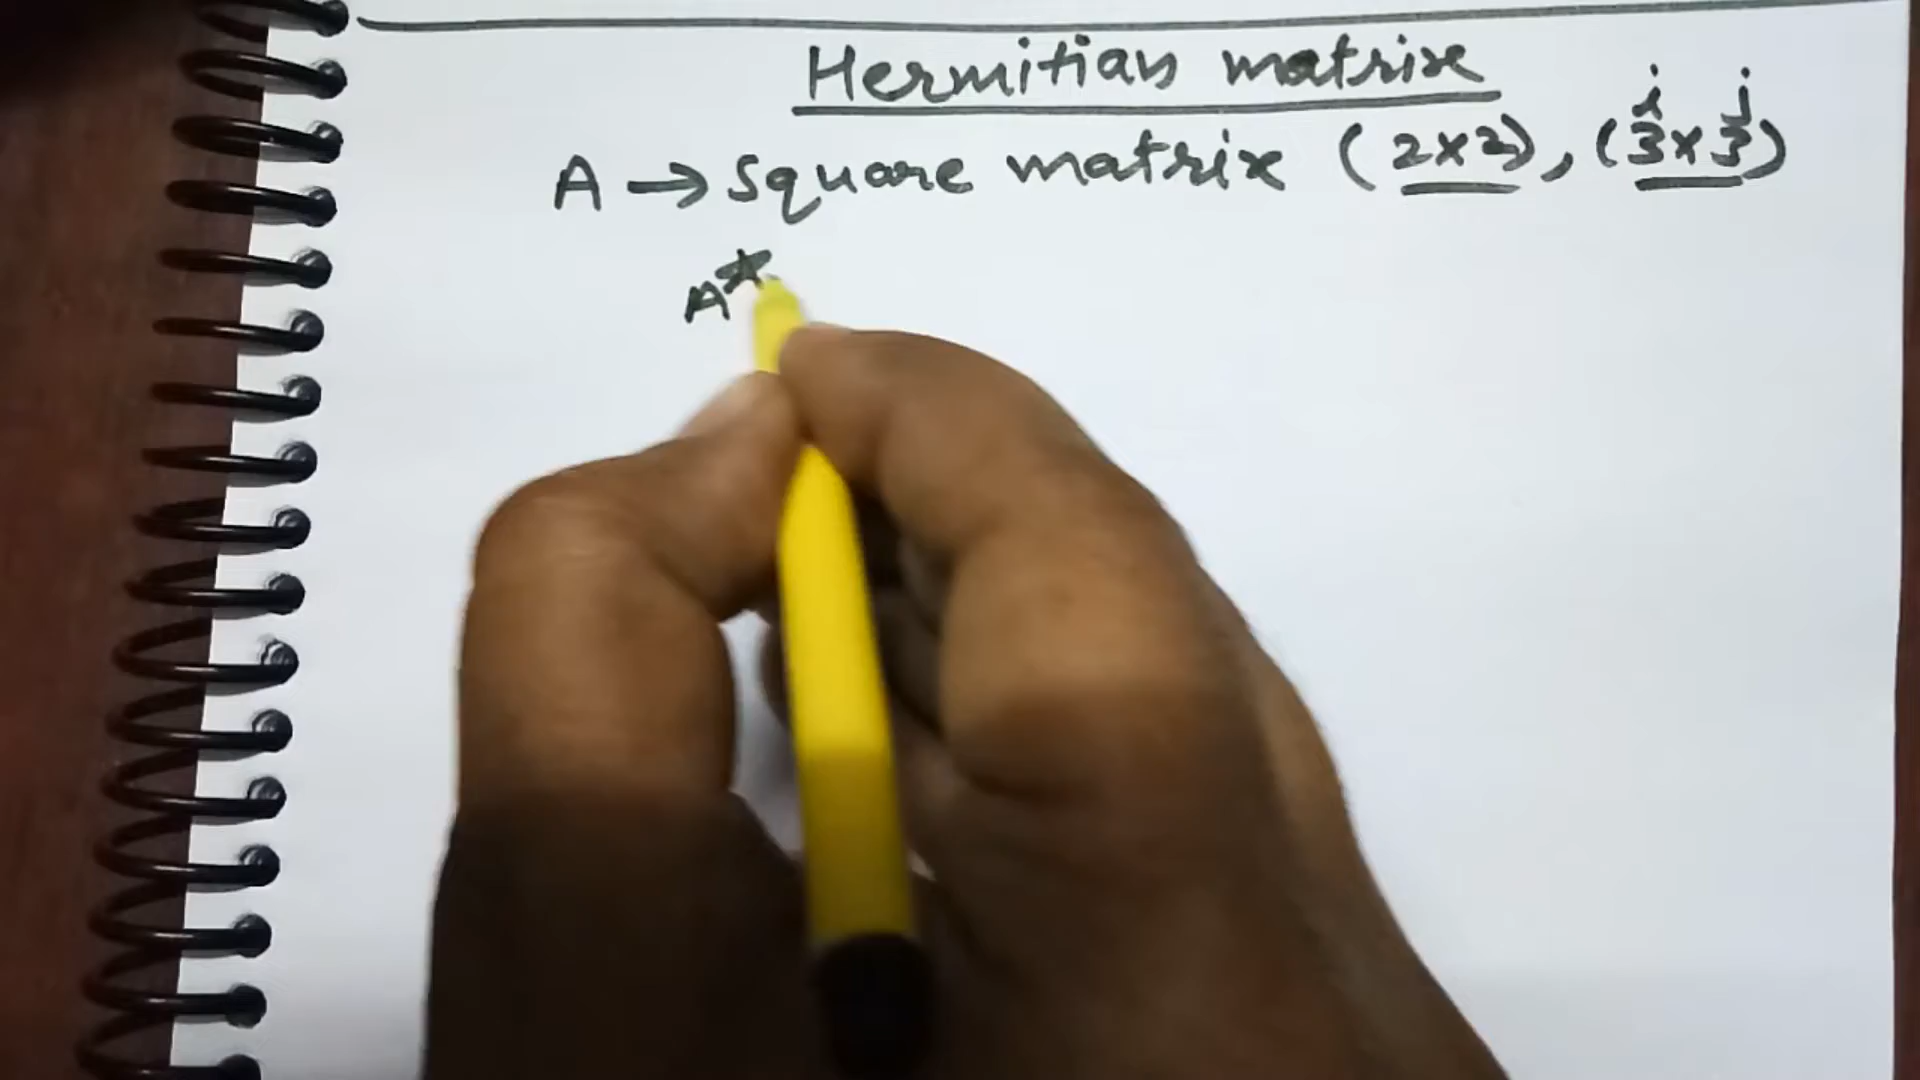 Hermitian matrix
i j
A → square matrix (2×2), (3×3)
A*